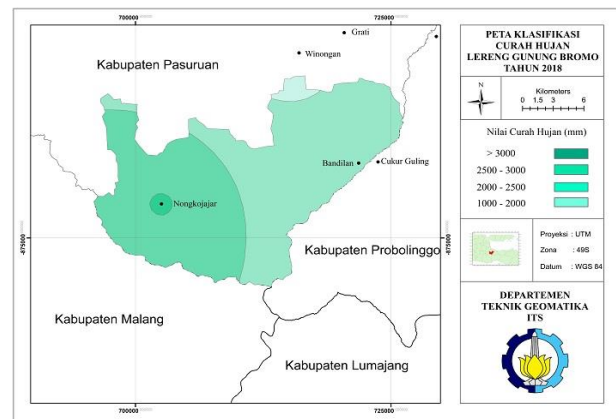 700000
725000
Grati
Winongan
Kabupaten Pasuruan
Bandilan
Cukur Guling
Nongkojajar
Kabupaten Probolinggo
Kabupaten Malang
Kabupaten Lumajang
700000
725000
PETA KLASIFIKASI
CURAH HUJAN
LERENG GUNUNG BROMO
TAHUN 2018
N
Kilometers
0 1.5 3 6
Nilai Curah Hujan (mm)
> 3000
2500 - 3000
2000 - 2500
1000 - 2000
Proyeksi : UTM
Zona : 49S
Datum : WGS 84
DEPARTEMEN
TEKNIK GEOMATIKA
ITS